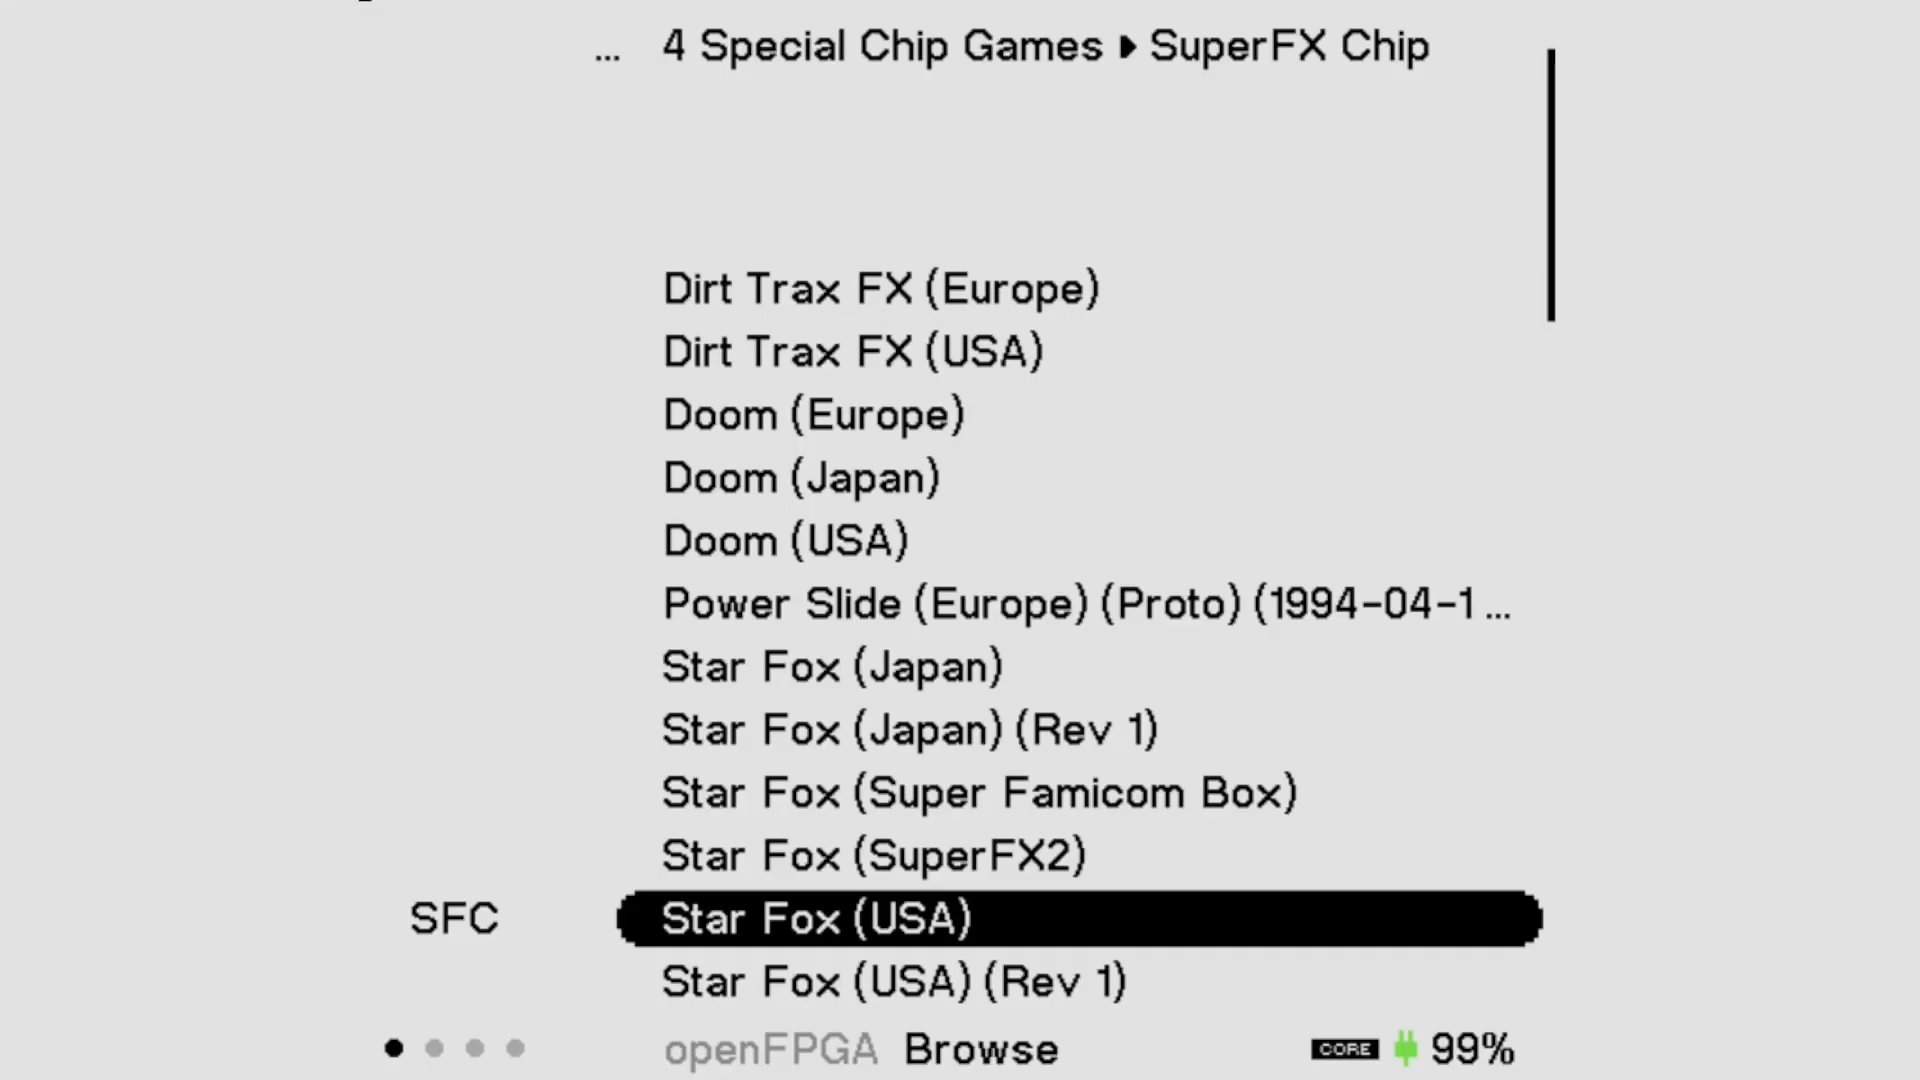 ... 4 Special Chip Games ▶ SuperFX Chip
Dirt Trax FX (Europe)
Dirt Trax FX (USA)
Doom (Europe)
Doom (Japan)
Doom (USA)
Power Slide (Europe) (Proto) (1994-04-1...
Star Fox (Japan)
Star Fox (Japan) (Rev 1)
Star Fox (Super Famicom Box)
Star Fox (SuperFX2)
SFC Star Fox (USA)
Star Fox (USA) (Rev 1)
openFPGA Browse CORE 99%